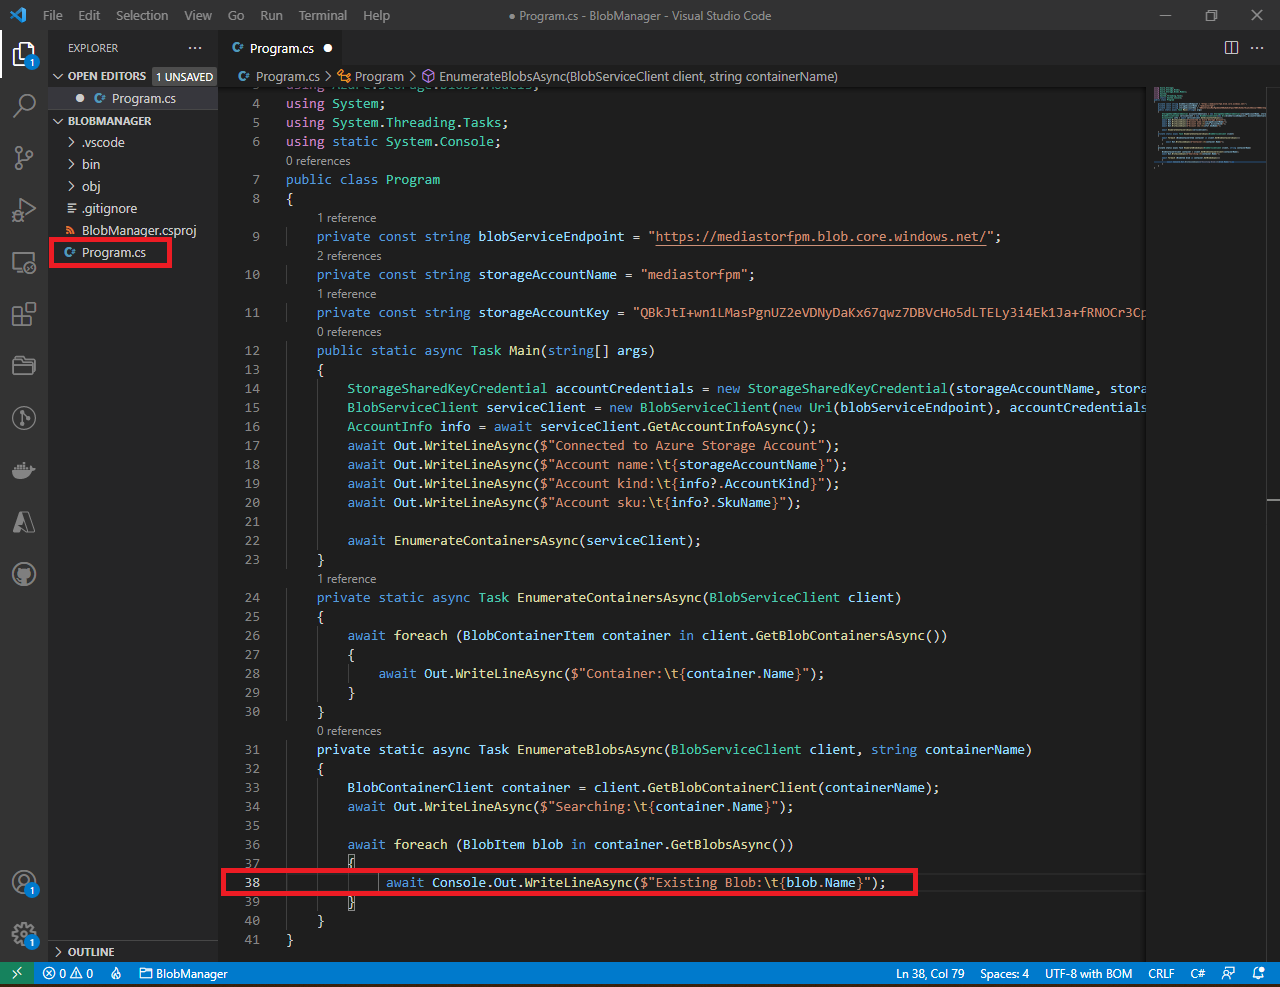 File Edit Selection View Go Run Terminal Help
● Program.cs - BlobManager - Visual Studio Code
EXPLORER
Program.cs
OPEN EDITORS 1 UNSAVED
Program.cs > Program > EnumerateBlobsAsync(BlobServiceClient client, string containerName)
Program.cs
BLOBMANAGER
.vscode
bin
obj
.gitignore
BlobManager.csproj
Program.cs
OUTLINE
3 using Azure.Storage.Blobs.Models;
4 using System;
5 using System.Threading.Tasks;
6 using static System.Console;
0 references
7 public class Program
8 {
1 reference
9 private const string blobServiceEndpoint = "https://mediastorfpm.blob.core.windows.net/";
2 references
10 private const string storageAccountName = "mediastorfpm";
1 reference
11 private const string storageAccountKey = "QBkJtI+wn1LMasPgnUZ2eVDNyDaKx67qwz7DBVcHo5dLTELy3i4Ek1Ja+fRNOCr3Cp
0 references
12 public static async Task Main(string[] args)
13 {
14 StorageSharedKeyCredential accountCredentials = new StorageSharedKeyCredential(storageAccountName, stora
15 BlobServiceClient serviceClient = new BlobServiceClient(new Uri(blobServiceEndpoint), accountCredentials
16 AccountInfo info = await serviceClient.GetAccountInfoAsync();
17 await Out.WriteLineAsync($"Connected to Azure Storage Account");
18 await Out.WriteLineAsync($"Account name:\t{storageAccountName}");
19 await Out.WriteLineAsync($"Account kind:\t{info?.AccountKind}");
20 await Out.WriteLineAsync($"Account sku:\t{info?.SkuName}");
21
22 await EnumerateContainersAsync(serviceClient);
23 }
1 reference
24 private static async Task EnumerateContainersAsync(BlobServiceClient client)
25 {
26 await foreach (BlobContainerItem container in client.GetBlobContainersAsync())
27 {
28 await Out.WriteLineAsync($"Container:\t{container.Name}");
29 }
30 }
0 references
31 private static async Task EnumerateBlobsAsync(BlobServiceClient client, string containerName)
32 {
33 BlobContainerClient container = client.GetBlobContainerClient(containerName);
34 await Out.WriteLineAsync($"Searching:\t{container.Name}");
35
36 await foreach (BlobItem blob in container.GetBlobsAsync())
37 {
38 await Console.Out.WriteLineAsync($"Existing Blob:\t{blob.Name}");
39 }
40 }
41 }
1
1
1
0 0 BlobManager Ln 38, Col 79 Spaces: 4 UTF-8 with BOM CRLF C#